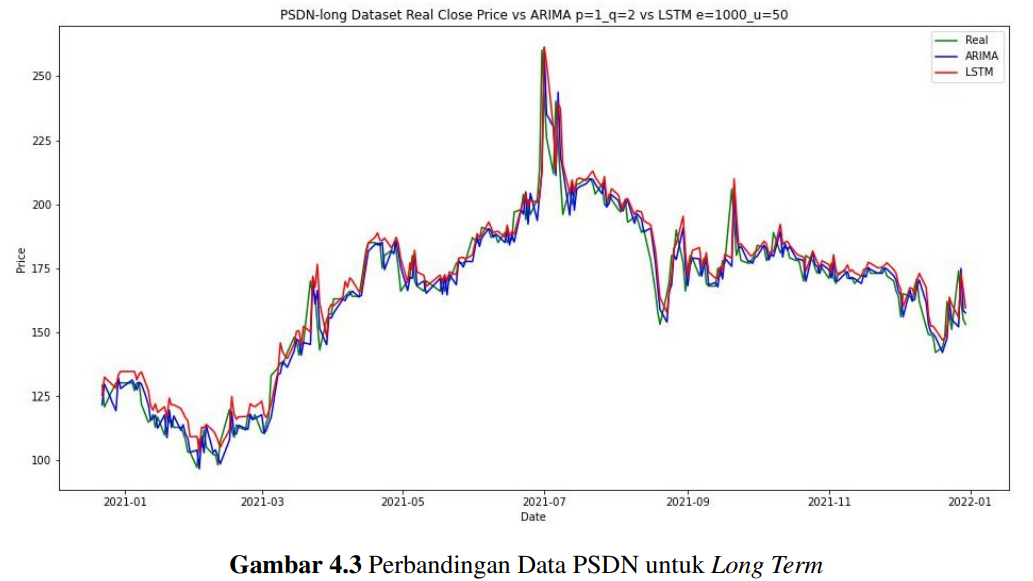 PSDN-long Dataset Real Close Price vs ARIMA p=1_q=2 vs LSTM e=1000_u=50
Real
ARIMA
LSTM
Price
250
225
200
175
150
125
100
2021-01
2021-03
2021-05
2021-07
2021-09
2021-11
2022-01
Date
Gambar 4.3 Perbandingan Data PSDN untuk Long Term